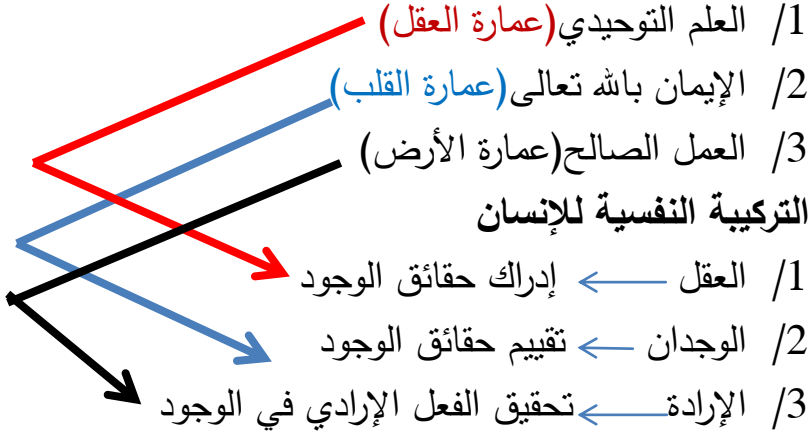 1/ العلم التوحيدي(عمارة العقل)
2/ الإيمان بالله تعالى(عمارة القلب)
3/ العمل الصالح(عمارة الأرض)
التركيبة النفسية للإنسان
1/ العقل إدراك حقائق الوجود
2/ الوجدان تقييم حقائق الوجود
3/ الإرادة تحقيق الفعل الإرادي في الوجود